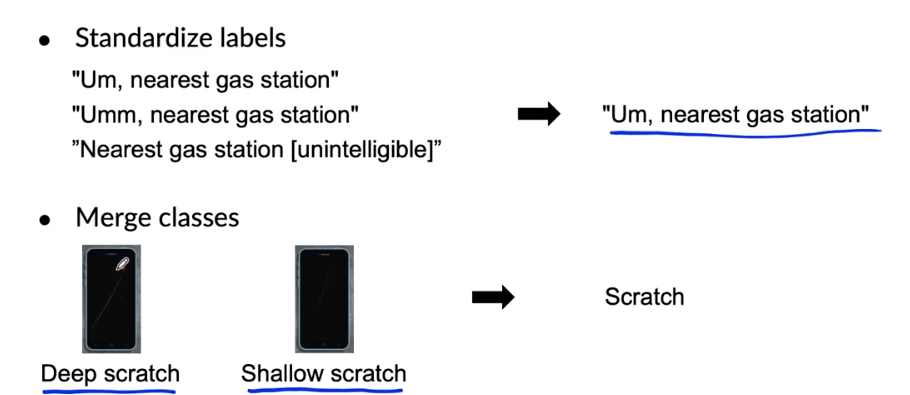 • Standardize labels
"Um, nearest gas station"
"Umm, nearest gas station"
”Nearest gas station [unintelligible]”
"Um, nearest gas station"
• Merge classes
Deep scratch
Shallow scratch
Scratch